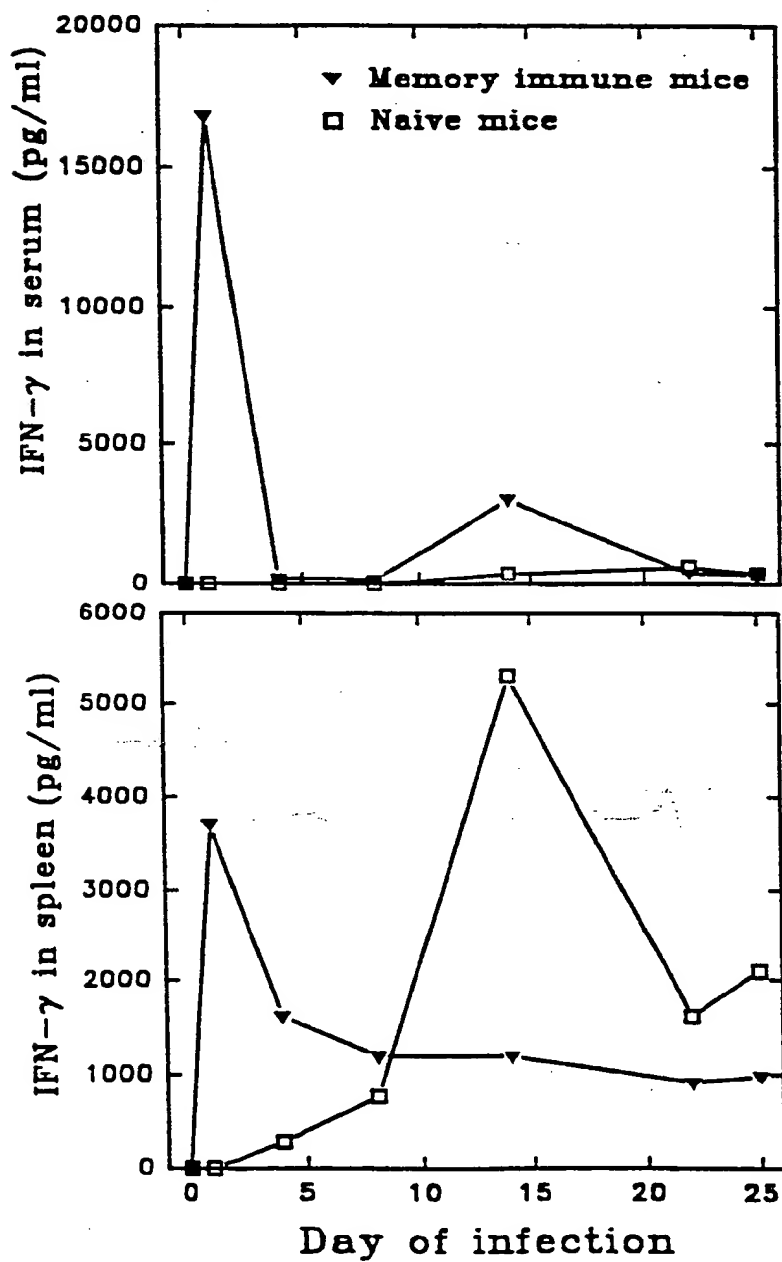 20000
15000
10000
5000
0
IFN-γ in serum (pg/ml)
Memory immune mice
Naive mice
6000
5000
4000
3000
2000
1000
0
IFN-γ in spleen (pg/ml)
0 5 10 15 20 25
Day of infection